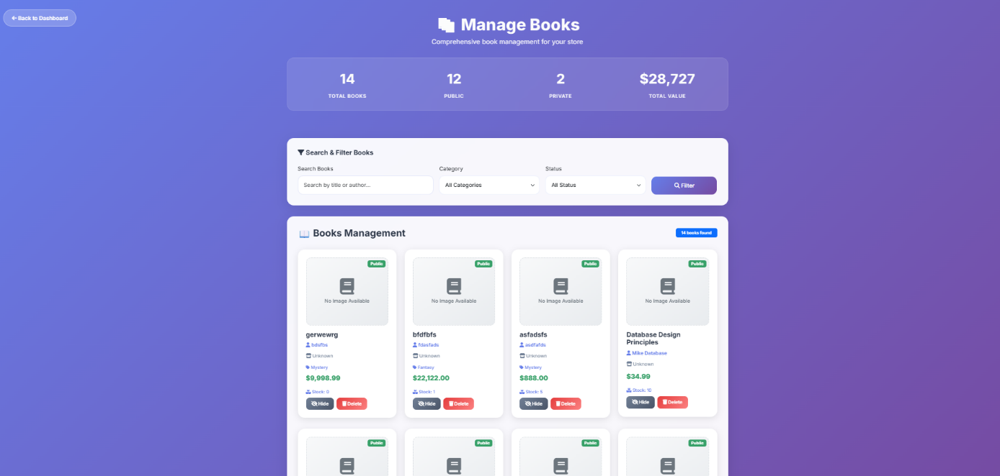 Back to Dashboard
Manage Books
Comprehensive book management for your store
14 12 2 $28,727
TOTAL BOOKS PUBLIC PRIVATE TOTAL VALUE
Search & Filter Books
Search Books Category Status
Search by title or author... All Categories All Status Filter
Books Management 14 books found
Public Public Public Public
No Image Available No Image Available No Image Available No Image Available
gerwewrg
bdsfbs
Unknown
Mystery
$9,998.99
Stock: 0
Hide Delete
bfdfbfs
fdasfads
Unknown
Fantasy
$22,122.00
Stock: 1
Hide Delete
asfadsfs
asdfafds
Unknown
Mystery
$888.00
Stock: 5
Hide Delete
Database Design
Principles
Mike Database
Unknown
$34.99
Stock: 10
Hide Delete
Public Public Public Public